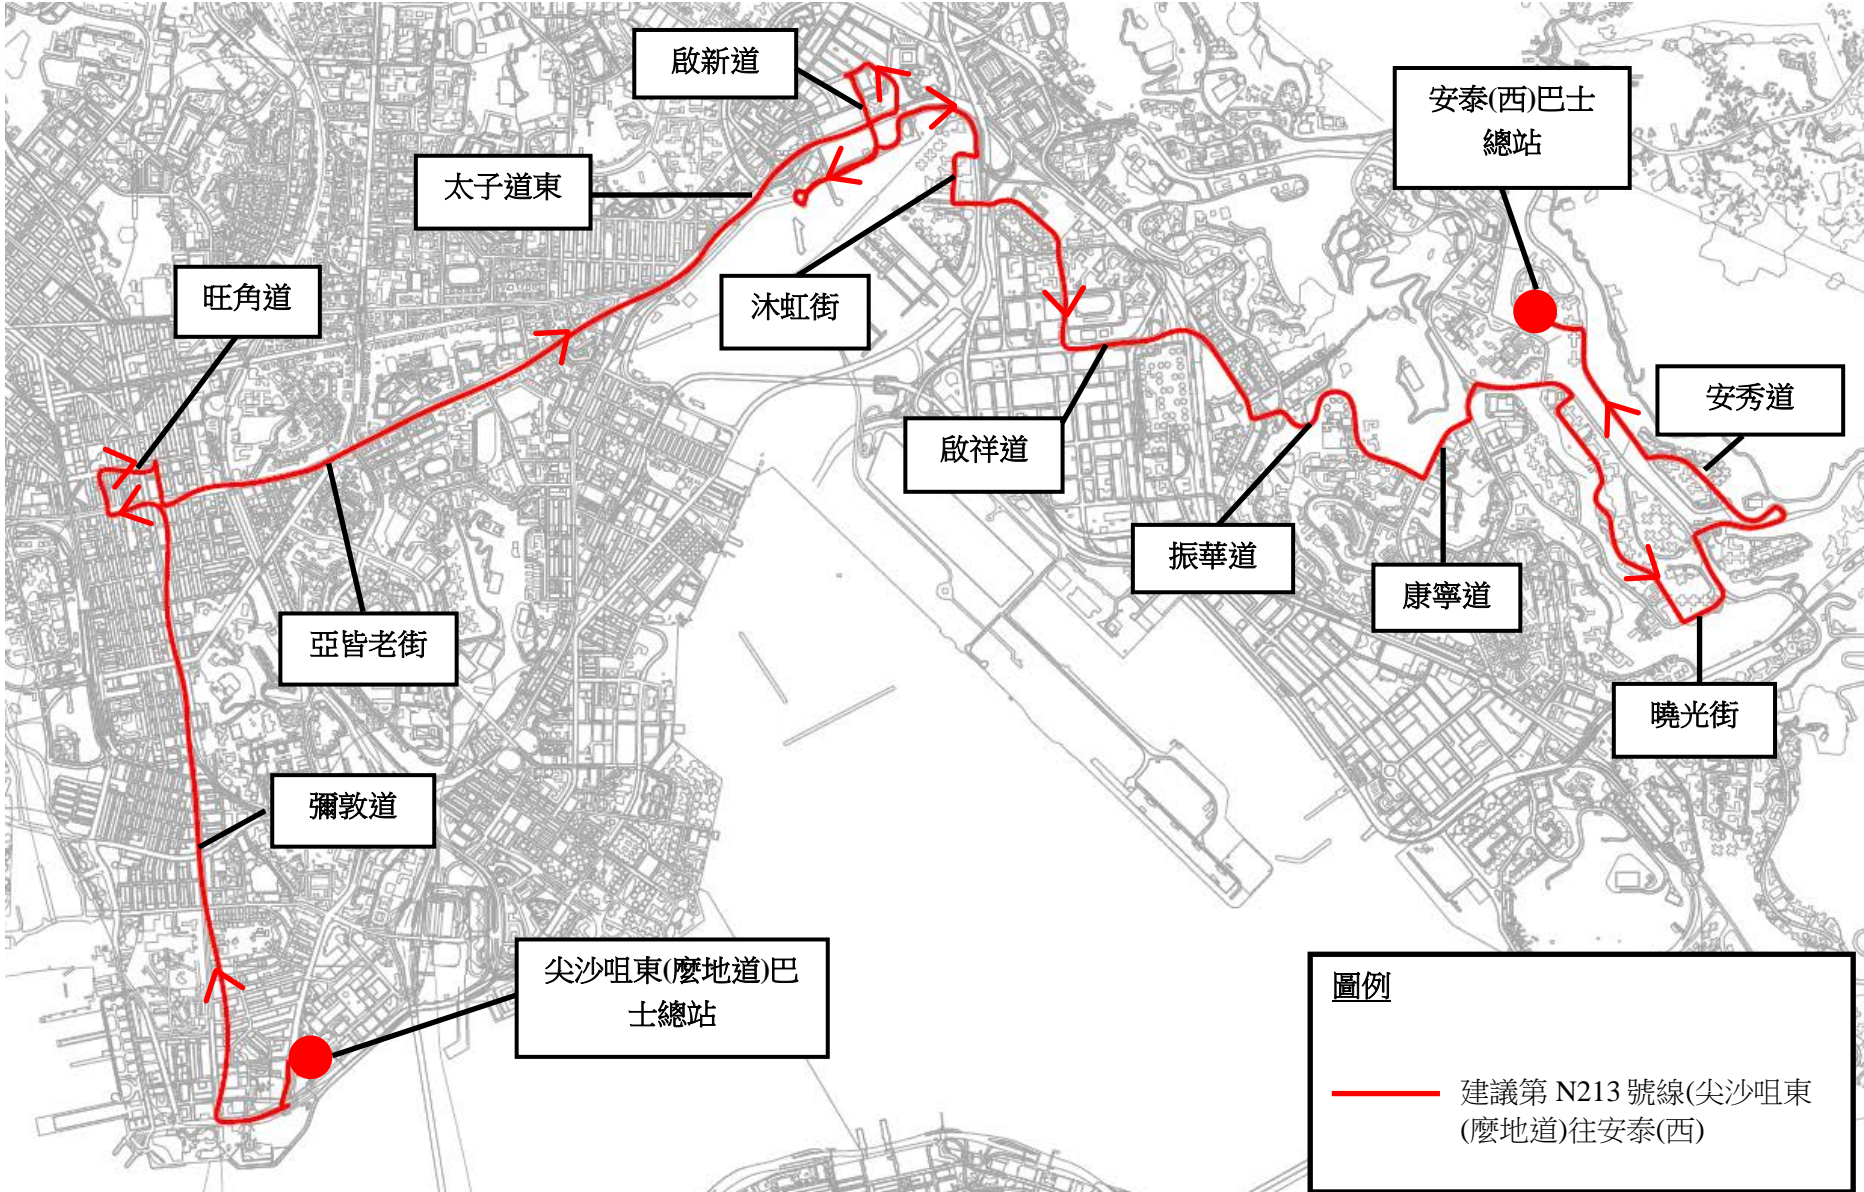 啟新道
安泰(西)巴士
總站
太子道東
旺角道
沐虹街
安秀道
啟祥道
振華道
康寧道
亞皆老街
曉光街
彌敦道
尖沙咀東(麼地道)巴
士總站
圖例
建議第 N213 號線(尖沙咀東
(麼地道)往安泰(西)